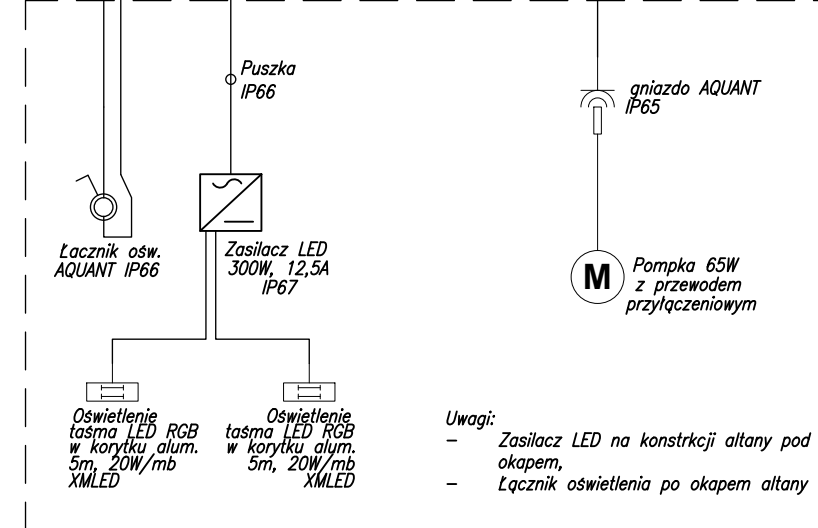 Puszka
IP66
gniazdo AQUANT
IP65
Łacznik ośw.
AQUANT IP66
Zasilacz LED
300W, 12,5A
IP67
M
Pompka 65W
z przewodem
przyłączeniowym
Oświetlenie
taśma LED RGB
w korytku alum.
5m, 20W/mb
XMLED
Oświetlenie
taśma LED RGB
w korytku alum.
5m, 20W/mb
XMLED
Uwagi:
– Zasilacz LED na konstrkcji altany pod
okapem,
– Łącznik oświetlenia po okapem altany